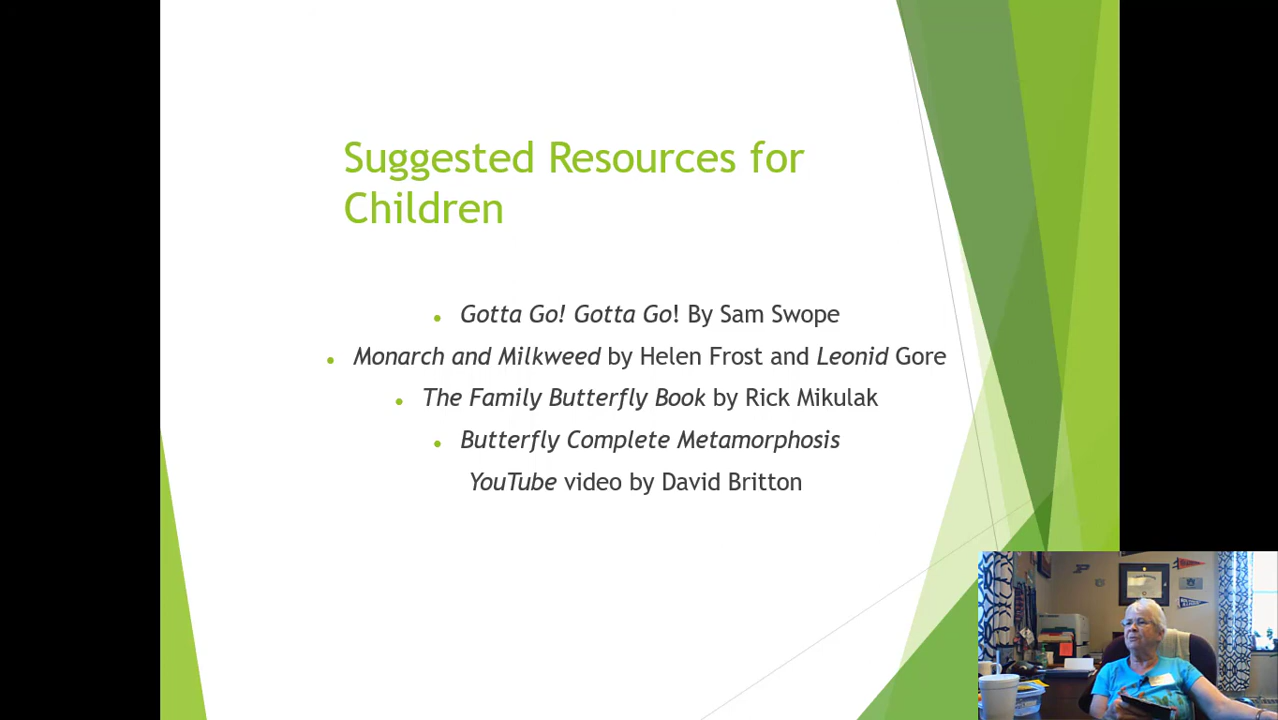 Suggested Resources for
Children
Gotta Go! Gotta Go! By Sam Swope
Monarch and Milkweed by Helen Frost and Leonid Gore
The Family Butterfly Book by Rick Mikulak
Butterfly Complete Metamorphosis
YouTube video by David Britton